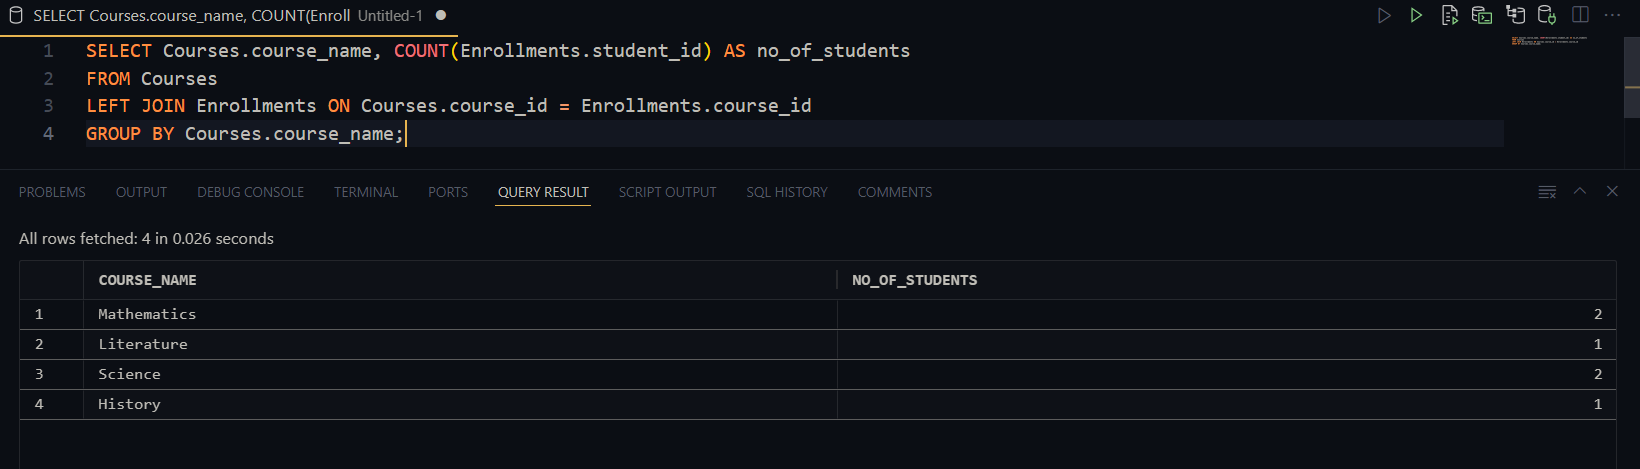 SELECT Courses.course_name, COUNT(Enroll Untitled-1
1 SELECT Courses.course_name, COUNT(Enrollments.student_id) AS no_of_students
2 FROM Courses
3 LEFT JOIN Enrollments ON Courses.course_id = Enrollments.course_id
4 GROUP BY Courses.course_name;
PROBLEMS OUTPUT DEBUG CONSOLE TERMINAL PORTS QUERY RESULT SCRIPT OUTPUT SQL HISTORY COMMENTS
All rows fetched: 4 in 0.026 seconds
COURSE_NAME NO_OF_STUDENTS
1 Mathematics 2
2 Literature 1
3 Science 2
4 History 1